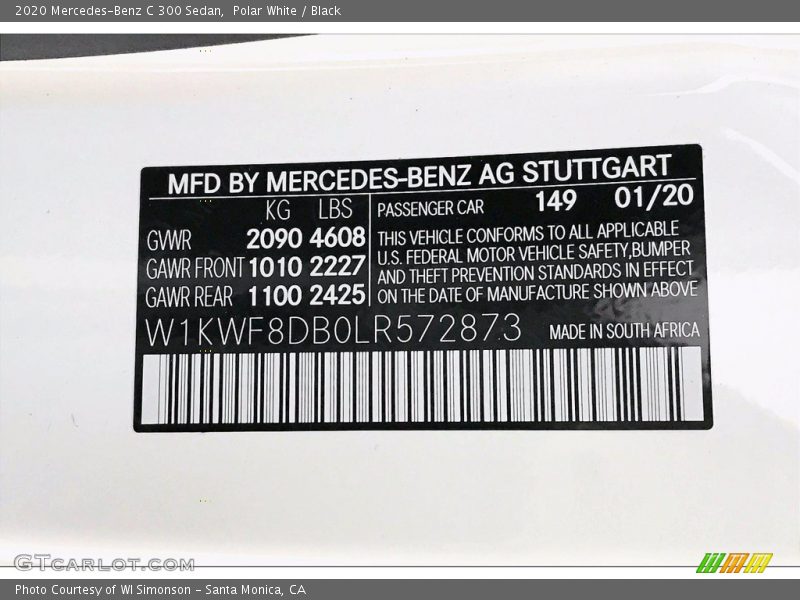 2020 Mercedes-Benz C 300 Sedan, Polar White / Black
MFD BY MERCEDES-BENZ AG STUTTGART
KG LBS
GVWR 2090 4608
GAWR FRONT 1010 2227
GAWR REAR 1100 2425
PASSENGER CAR 149 01/20
THIS VEHICLE CONFORMS TO ALL APPLICABLE
U.S. FEDERAL MOTOR VEHICLE SAFETY,BUMPER
AND THEFT PREVENTION STANDARDS IN EFFECT
ON THE DATE OF MANUFACTURE SHOWN ABOVE
W1KWF8DB0LR572873 MADE IN SOUTH AFRICA
GTCARLOT.COM
Photo Courtesy of WI Simonson - Santa Monica, CA